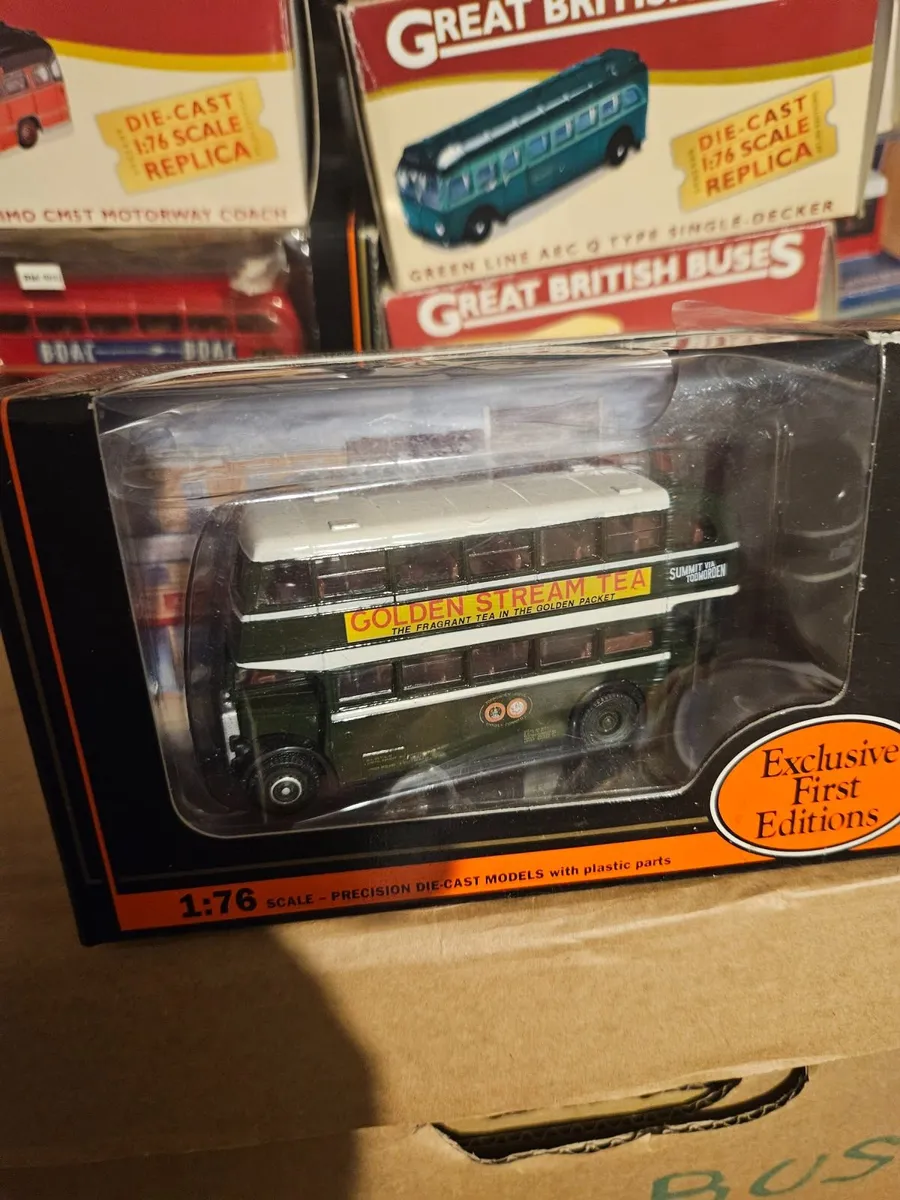 GREAT BRITISH
DIE-CAST
1:76 SCALE
REPLICA
DIE-CAST
1:76 SCALE
REPLICA
CMST MOTORWAY COACH
GREEN LINE AEC Q TYPE SINGLE-DECKER
GREAT BRITISH BUSES
BOAC BOAC
SUMMIT VIA
TODMORDEN
GOLDEN STREAM TEA
THE FRAGRANT TEA IN THE GOLDEN PACKET
Exclusive
First
Editions
1:76 SCALE – PRECISION DIE-CAST MODELS with plastic parts
BUS